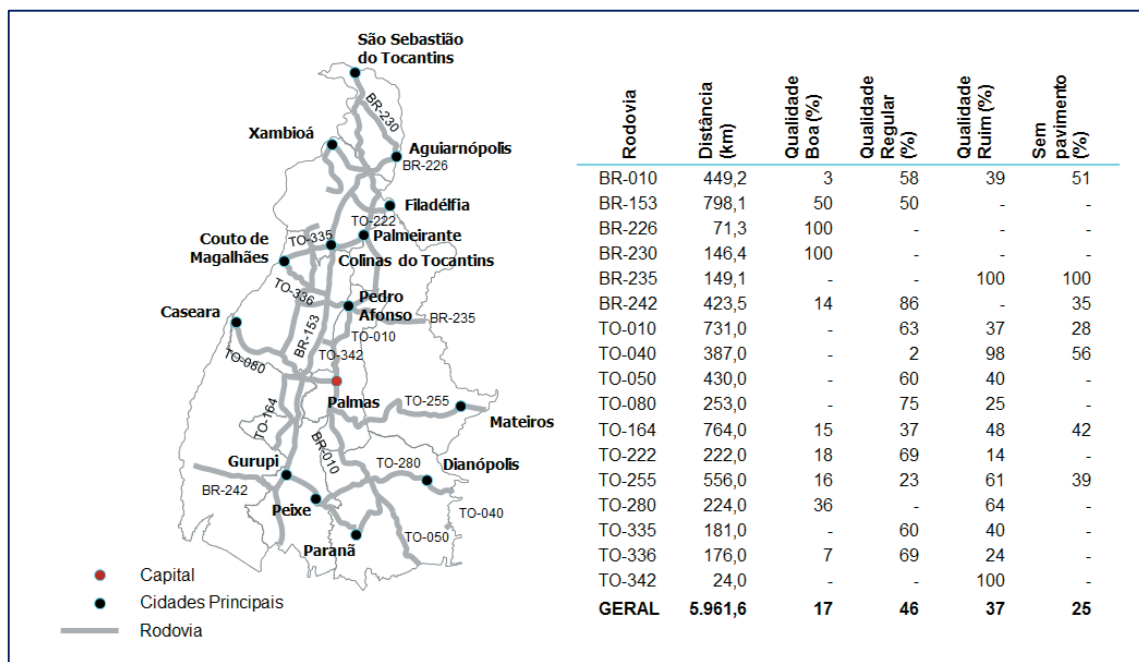 São Sebastião
do Tocantins
BR-230
Xambioá
Aguiarnópolis
BR-226
Filadélfia
TO-222
Palmeirante
TO-335
Couto de
Magalhães
Colinas do Tocantins
TO-336
Pedro
Afonso
Caseara
BR-235
BR-153
TO-010
TO-342
TO-080
Palmas
TO-255
Mateiros
TO-164
BR-010
Gurupi
TO-280
Dianópolis
BR-242
Peixe
TO-040
TO-050
Paranã
Capital
Cidades Principais
Rodovia
Rodovia
Distância
(km)
Qualidade
Boa (%)
Qualidade
Regular
(%)
Qualidade
Ruim (%)
Sem
pavimento
(%)
BR-010 449,2 3 58 39 51
BR-153 798,1 50 50 - -
BR-226 71,3 100 - - -
BR-230 146,4 100 - - -
BR-235 149,1 - - 100 100
BR-242 423,5 14 86 - 35
TO-010 731,0 - 63 37 28
TO-040 387,0 - 2 98 56
TO-050 430,0 - 60 40 -
TO-080 253,0 - 75 25 -
TO-164 764,0 15 37 48 42
TO-222 222,0 18 69 14 -
TO-255 556,0 16 23 61 39
TO-280 224,0 36 - 64 -
TO-335 181,0 - 60 40 -
TO-336 176,0 7 69 24 -
TO-342 24,0 - - 100 -
GERAL 5.961,6 17 46 37 25